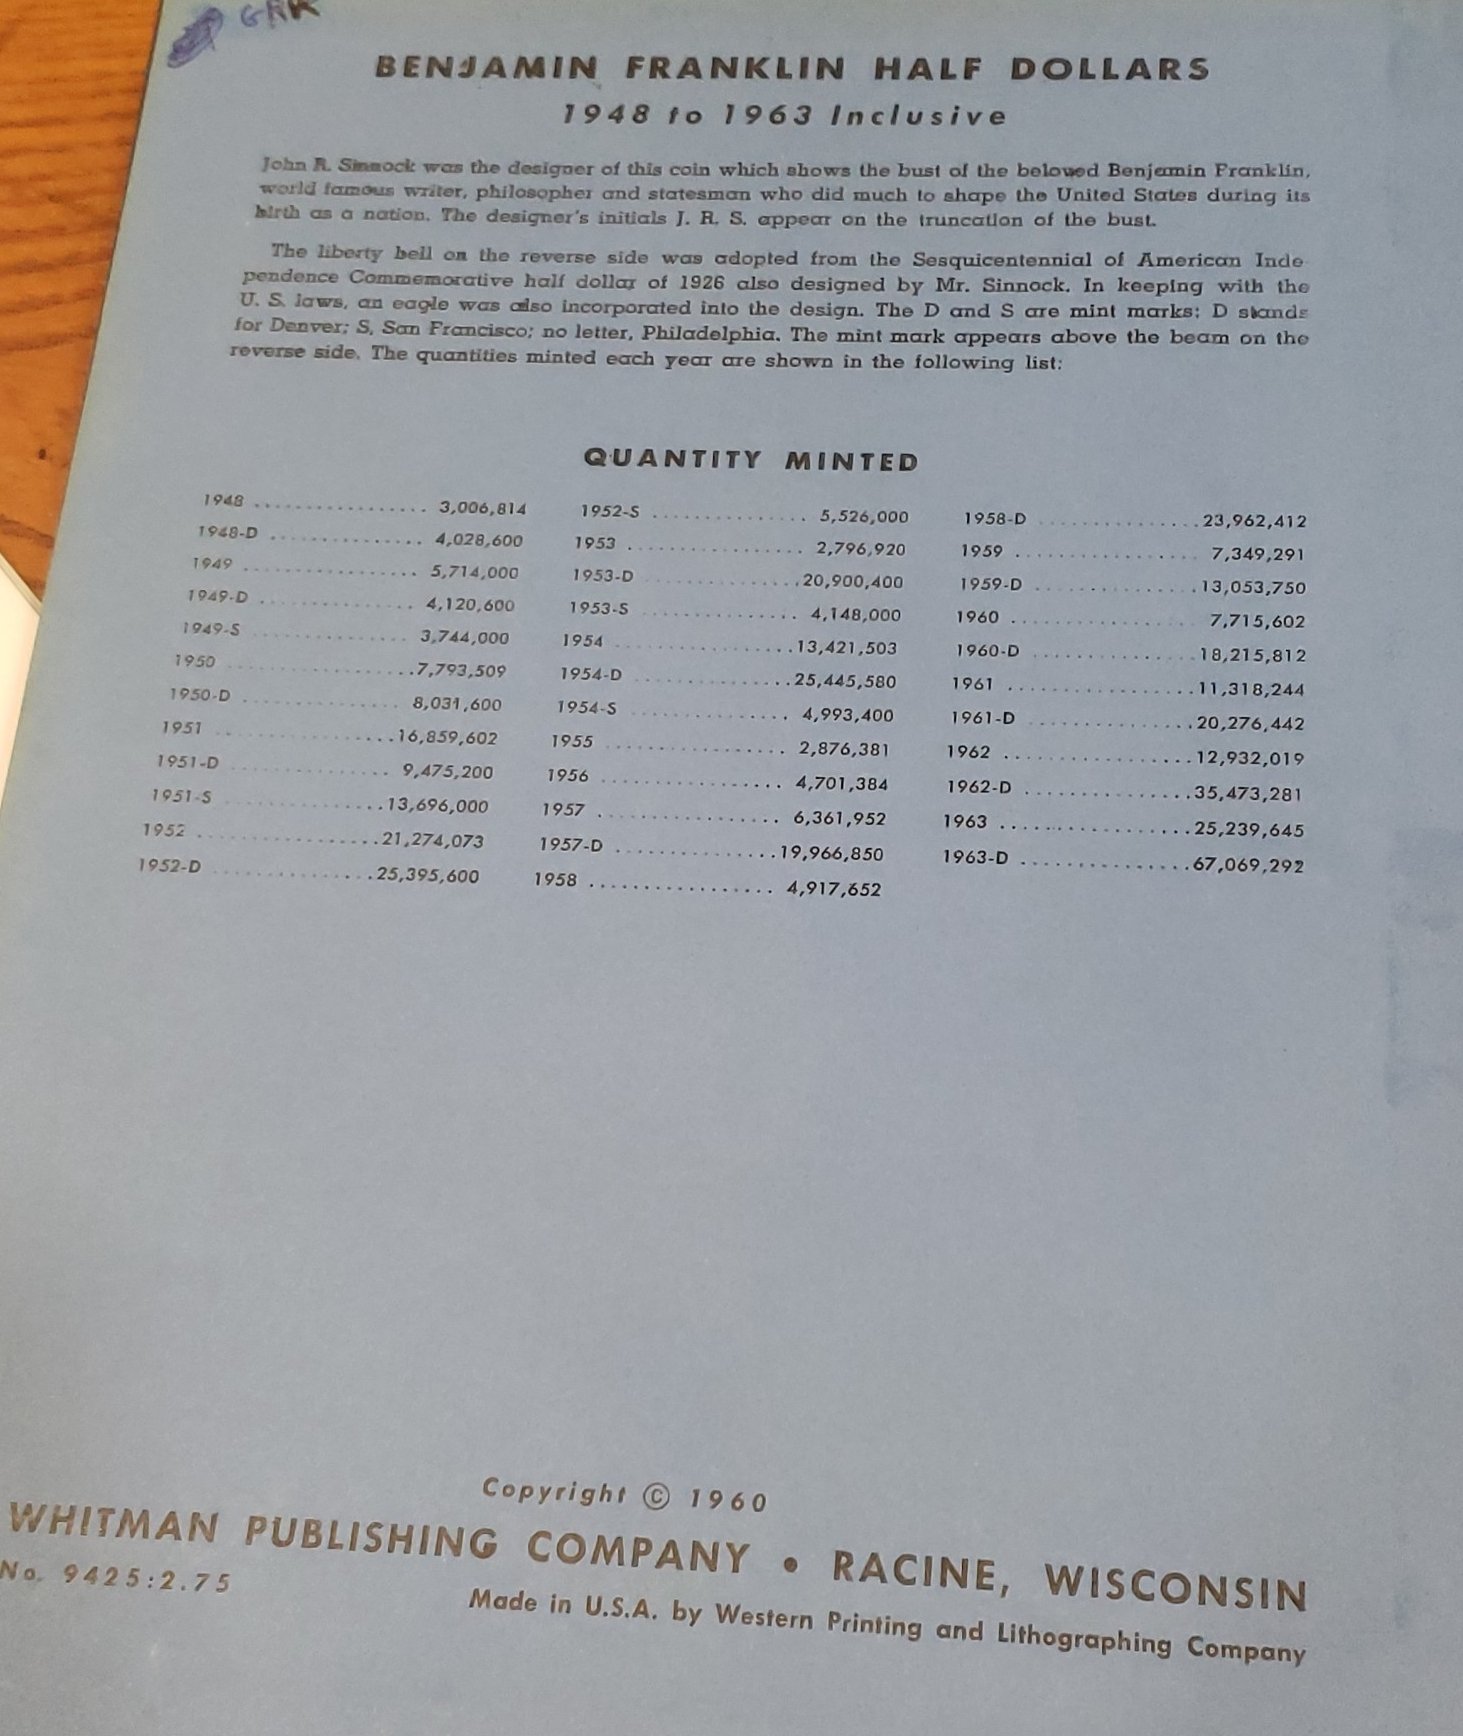 GRK
BENJAMIN FRANKLIN HALF DOLLARS
1948 to 1963 Inclusive
John R. Sinnock was the designer of this coin which shows the bust of the beloved Benjamin Franklin,
world famous writer, philosopher and statesman who did much to shape the United States during its
birth as a nation. The designer's initials J. R. S. appear on the truncation of the bust.
The liberty bell on the reverse side was adopted from the Sesquicentennial of American Inde
pendence Commemorative half dollar of 1926 also designed by Mr. Sinnock. In keeping with the
U. S. laws, an eagle was also incorporated into the design. The D and S are mint marks; D stands
for Denver; S, San Francisco; no letter, Philadelphia. The mint mark appears above the beam on the
reverse side. The quantities minted each year are shown in the following list:
QUANTITY MINTED
1948 ................ 3,006,814
1948-D .............. 4,028,600
1949 ................ 5,714,000
1949-D .............. 4,120,600
1949-S .............. 3,744,000
1950 ................ 7,793,509
1950-D .............. 8,031,600
1951 ................ 16,859,602
1951-D .............. 9,475,200
1951-S .............. 13,696,000
1952 ................ 21,274,073
1952-D .............. 25,395,600
1952-S .............. 5,526,000
1953 ................ 2,796,920
1953-D .............. 20,900,400
1953-S .............. 4,148,000
1954 ................ 13,421,503
1954-D .............. 25,445,580
1954-S .............. 4,993,400
1955 ................ 2,876,381
1956 ................ 4,701,384
1957 ................ 6,361,952
1957-D .............. 19,966,850
1958 ................ 4,917,652
1958-D .............. 23,962,412
1959 ................ 7,349,291
1959-D .............. 13,053,750
1960 ................ 7,715,602
1960-D .............. 18,215,812
1961 ................ 11,318,244
1961-D .............. 20,276,442
1962 ................ 12,932,019
1962-D .............. 35,473,281
1963 ................ 25,239,645
1963-D .............. 67,069,292
Copyright © 1960
WHITMAN PUBLISHING COMPANY • RACINE, WISCONSIN
No. 9425:2.75
Made in U.S.A. by Western Printing and Lithographing Company